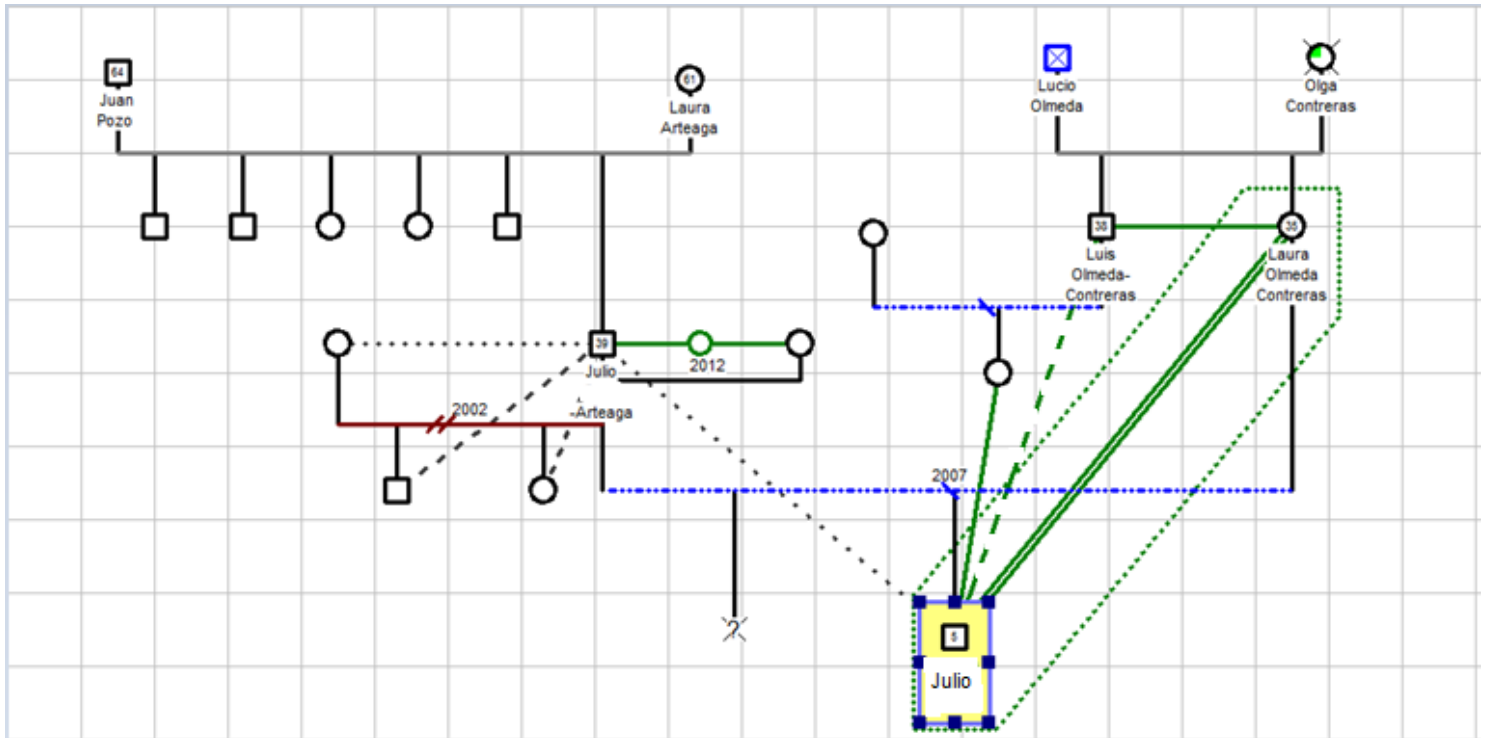 64
Juan
Pozo
61
Laura
Arteaga
Lucio
Olmeda
Olga
Contreras
38
Luis
Olmeda-
Contreras
35
Laura
Olmeda
Contreras
39
Julio
-Arteaga
2012
2002
2007
?
5
Julio